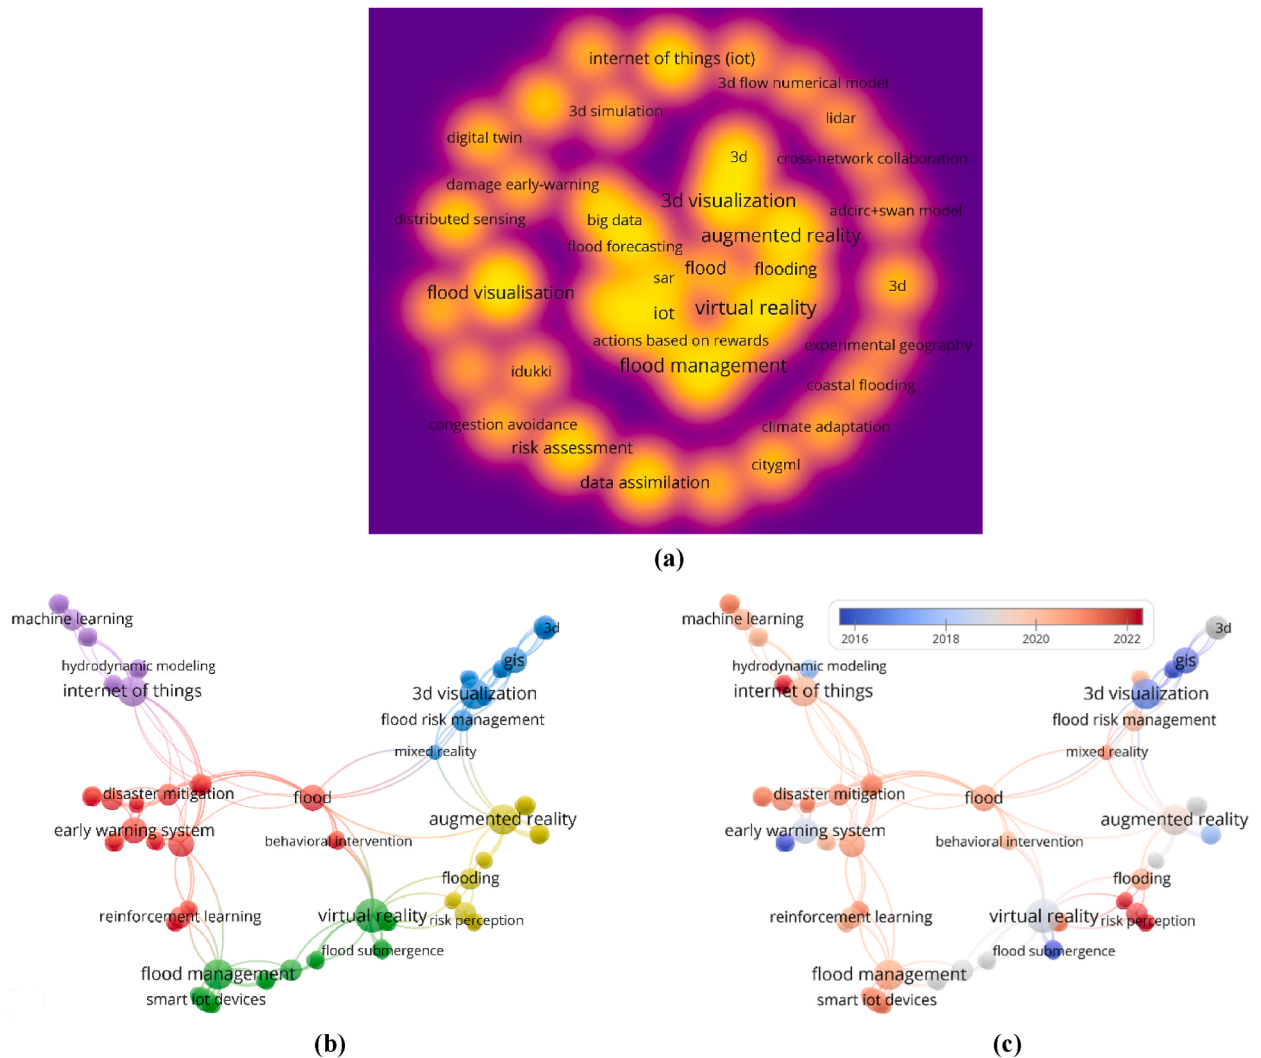 internet of things (iot)
3d flow numerical model
3d simulation
lidar
digital twin
3d
cross-network collaboration
damage early-warning
3d visualization
distributed sensing
big data
adcirc+swan model
augmented reality
flood forecasting
flood
flooding
sar
3d
flood visualisation
iot
virtual reality
actions based on rewards
experimental geography
flood management
idukki
coastal flooding
congestion avoidance
climate adaptation
risk assessment
citygml
data assimilation
(a)
machine learning
3d
hydrodynamic modeling
gis
internet of things
3d visualization
flood risk management
mixed reality
disaster mitigation
flood
early warning system
augmented reality
behavioral intervention
flooding
reinforcement learning
virtual reality
risk perception
flood submergence
flood management
smart iot devices
(b)
2016
2018
2020
2022
machine learning
3d
hydrodynamic modeling
gis
internet of things
3d visualization
flood risk management
mixed reality
disaster mitigation
flood
early warning system
augmented reality
behavioral intervention
flooding
reinforcement learning
virtual reality
risk perception
flood submergence
flood management
smart iot devices
(c)